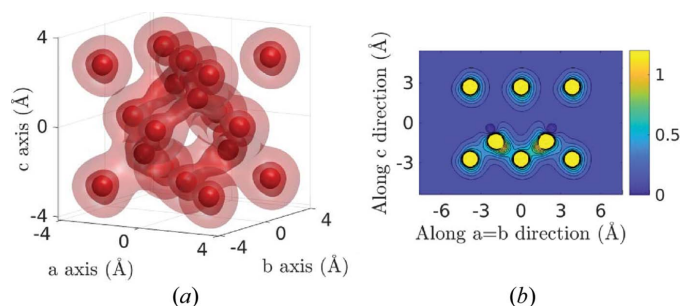 4
0
-4
-4
0
4
-4
0
4
c axis (Å)
a axis (Å)
b axis (Å)
(a)
3
0
-3
-6
-3
0
3
6
Along c direction (Å)
Along a=b direction (Å)
1
0.5
0
(b)